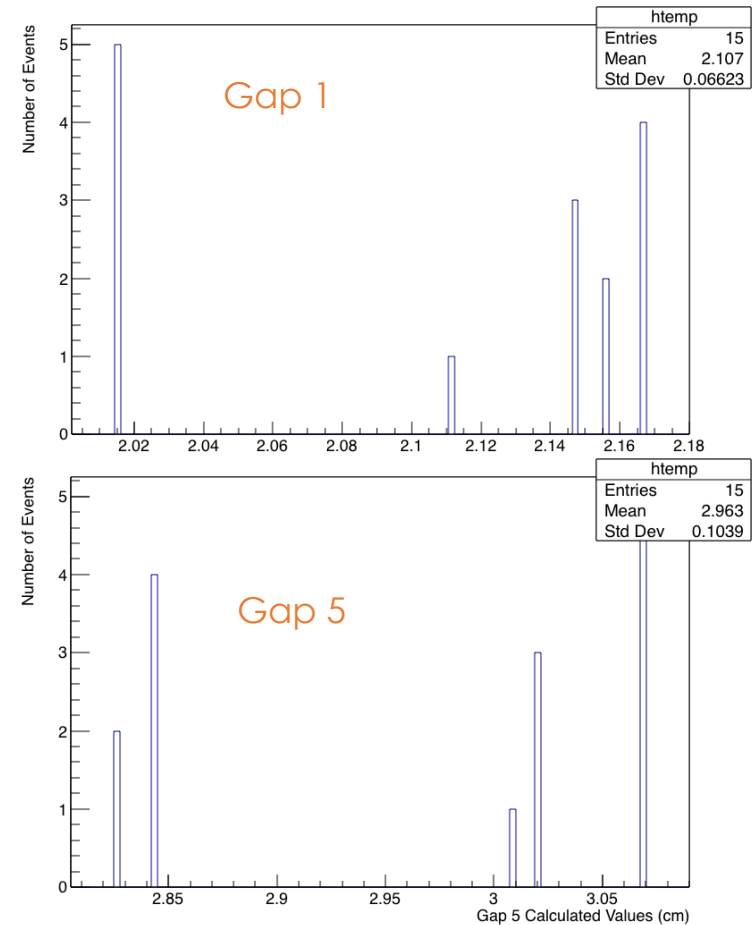 htemp
Entries 15
Mean 2.107
Std Dev 0.06623
Number of Events
Gap 1
5
4
3
2
1
0
2.02 2.04 2.06 2.08 2.1 2.12 2.14 2.16 2.18
htemp
Entries 15
Mean 2.963
Std Dev 0.1039
Number of Events
Gap 5
5
4
3
2
1
0
2.85 2.9 2.95 3 3.05
Gap 5 Calculated Values (cm)